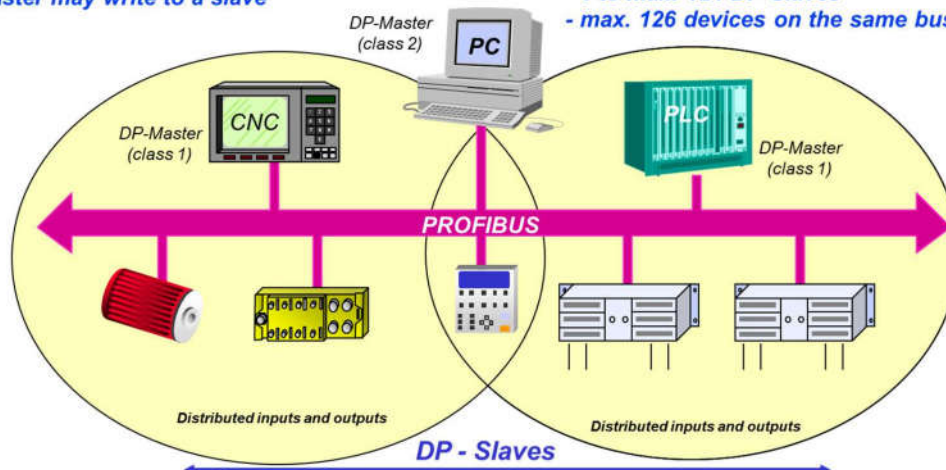 ster may write to a slave
- max. 126 devices on the same bus
DP-Master
(class 2)
PC
CNC
DP-Master
(class 1)
PLC
DP-Master
(class 1)
PROFIBUS
Distributed inputs and outputs
Distributed inputs and outputs
DP - Slaves